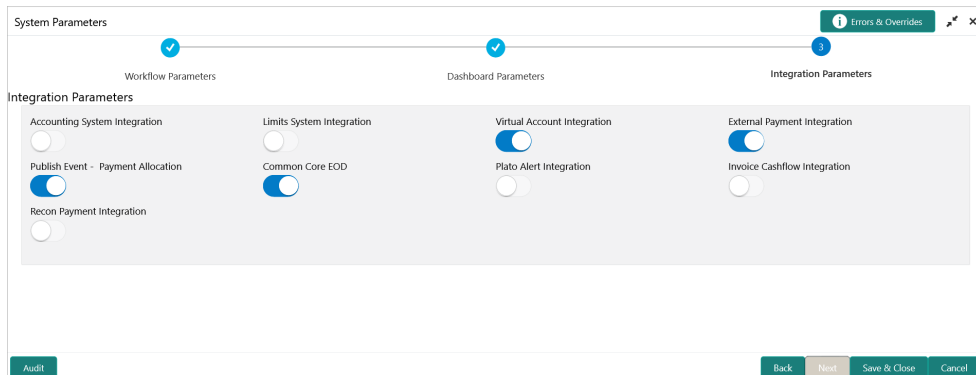 System Parameters
Errors & Overrides
3
Workflow Parameters
Dashboard Parameters
Integration Parameters
Integration Parameters
Accounting System Integration
Limits System Integration
Virtual Account Integration
External Payment Integration
Publish Event - Payment Allocation
Common Core EOD
Plato Alert Integration
Invoice Cashflow Integration
Recon Payment Integration
Audit
Back
Next
Save & Close
Cancel